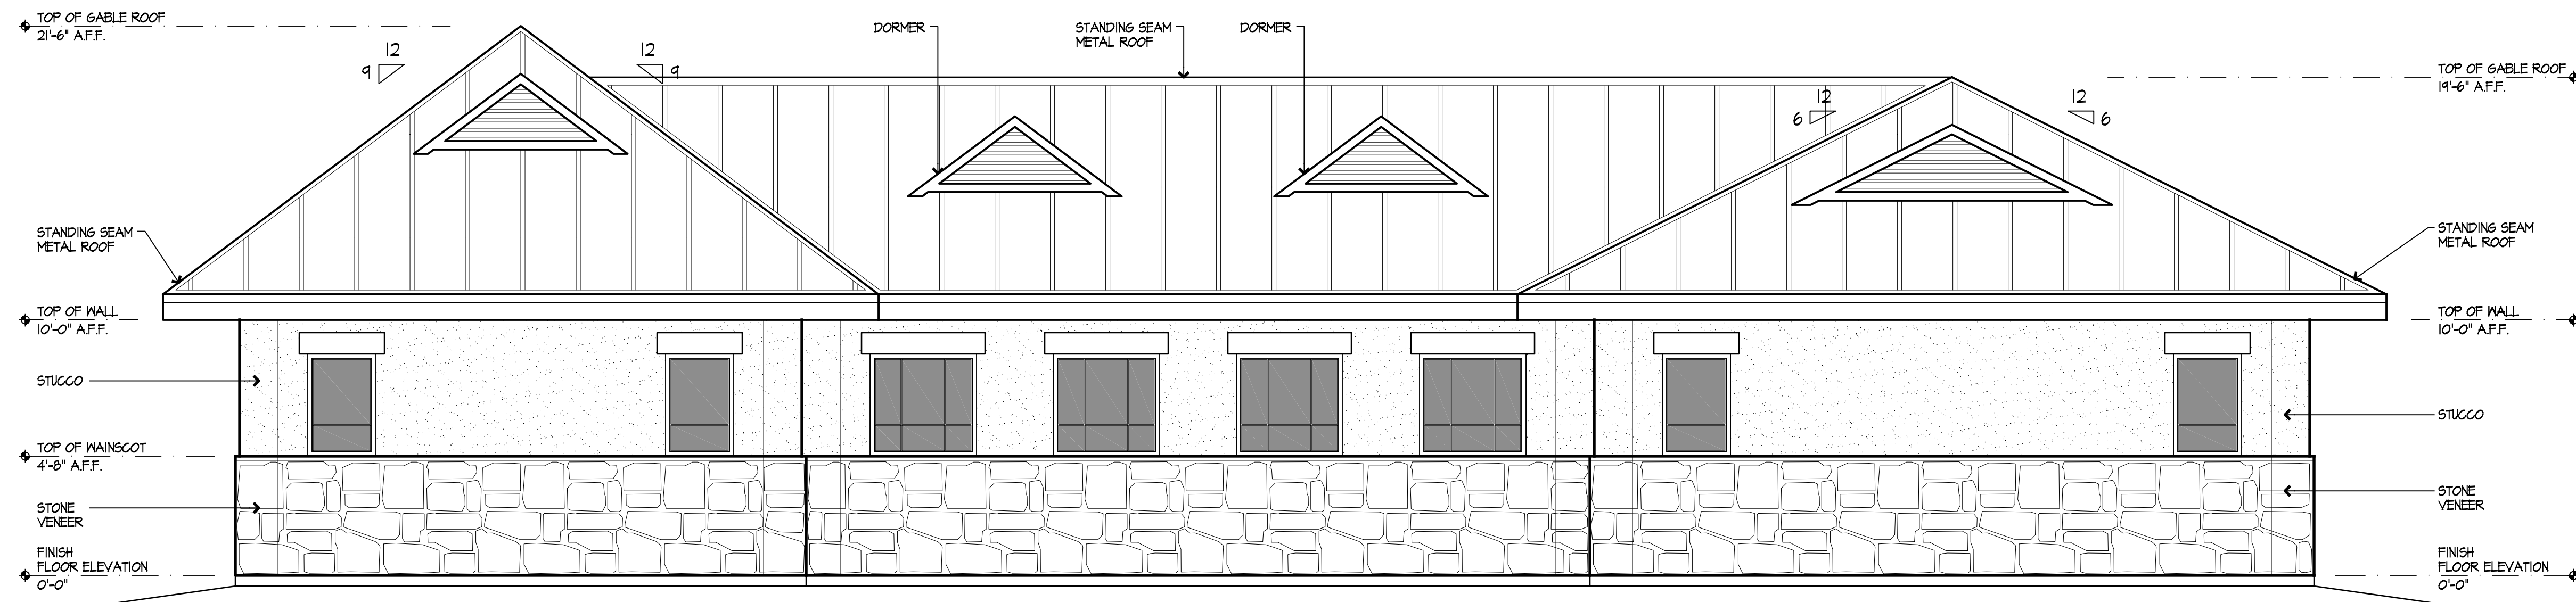 TOP OF GABLE ROOF
21'-6" A.F.F.
12
9
12
9
DORMER
STANDING SEAM
METAL ROOF
DORMER
TOP OF GABLE ROOF
19'-6" A.F.F.
12
6
12
6
STANDING SEAM
METAL ROOF
STANDING SEAM
METAL ROOF
TOP OF WALL
10'-0" A.F.F.
TOP OF WALL
10'-0" A.F.F.
STUCCO
STUCCO
TOP OF WAINSCOT
4'-8" A.F.F.
STONE
VENEER
STONE
VENEER
FINISH
FLOOR ELEVATION
0'-0"
FINISH
FLOOR ELEVATION
0'-0"